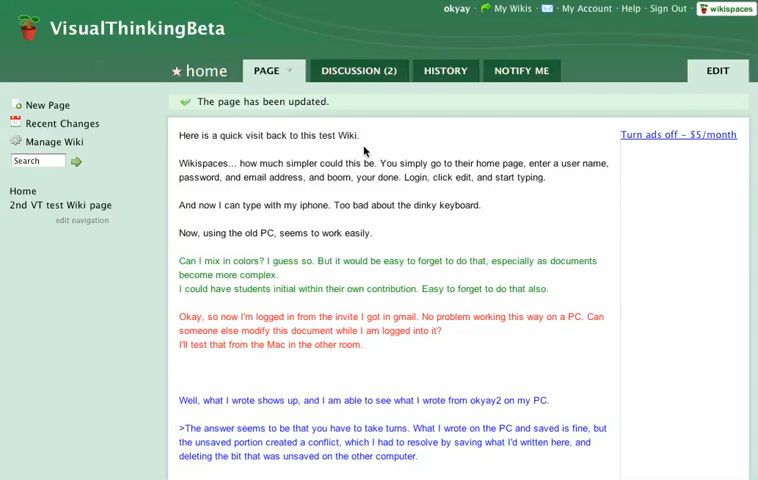 okyay · My Wikis · My Account · Help · Sign Out · wikispaces
VisualThinkingBeta
home PAGE DISCUSSION (2) HISTORY NOTIFY ME EDIT
New Page
Recent Changes
Manage Wiki
Search
Home
2nd VT test Wiki page
edit navigation
The page has been updated.
Here is a quick visit back to this test Wiki.
Wikispaces... how much simpler could this be. You simply go to their home page, enter a user name,
password, and email address, and boom, your done. Login, click edit, and start typing.
And now I can type with my iphone. Too bad about the dinky keyboard.
Now, using the old PC, seems to work easily.
Can I mix in colors? I guess so. But it would be easy to forget to do that, especially as documents
become more complex.
I could have students initial within their own contribution. Easy to forget to do that also.
Okay, so now I'm logged in from the invite I got in gmail. No problem working this way on a PC. Can
someone else modify this document while I am logged into it?
I'll test that from the Mac in the other room.
Well, what I wrote shows up, and I am able to see what I wrote from okyay2 on my PC.
>The answer seems to be that you have to take turns. What I wrote on the PC and saved is fine, but
the unsaved portion created a conflict, which I had to resolve by saving what I'd written here, and
deleting the bit that was unsaved on the other computer.
Turn ads off - $5/month